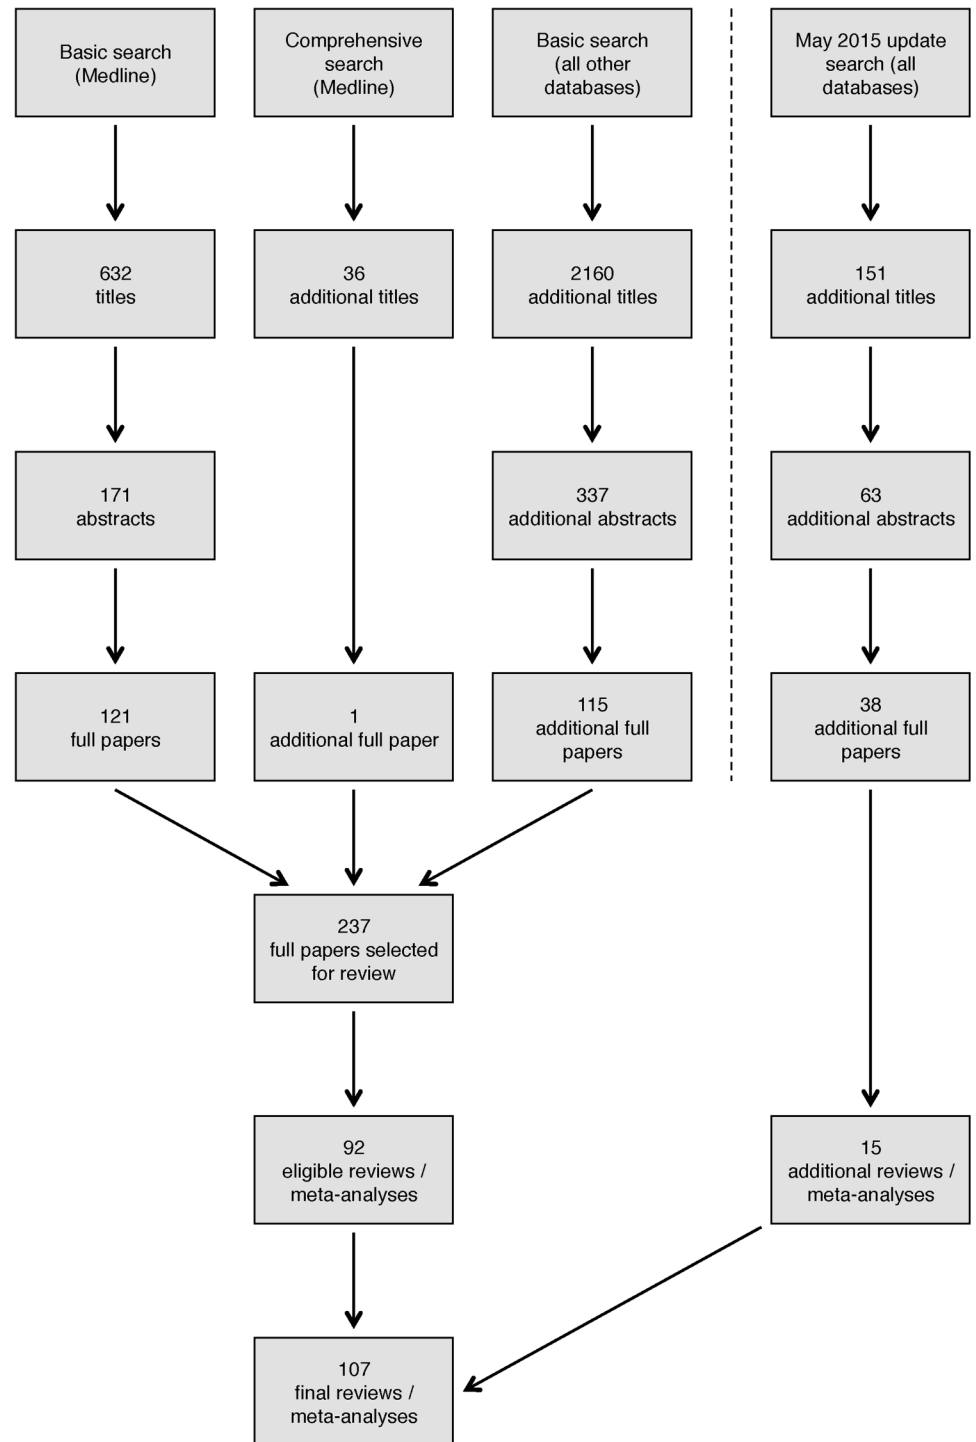 Basic search
(Medline)
Comprehensive
search
(Medline)
Basic search
(all other
databases)
May 2015 update
search (all
databases)
632
titles
36
additional titles
2160
additional titles
151
additional titles
171
abstracts
337
additional abstracts
63
additional abstracts
121
full papers
1
additional full paper
115
additional full
papers
38
additional full
papers
237
full papers selected
for review
92
eligible reviews /
meta-analyses
15
additional reviews /
meta-analyses
107
final reviews /
meta-analyses